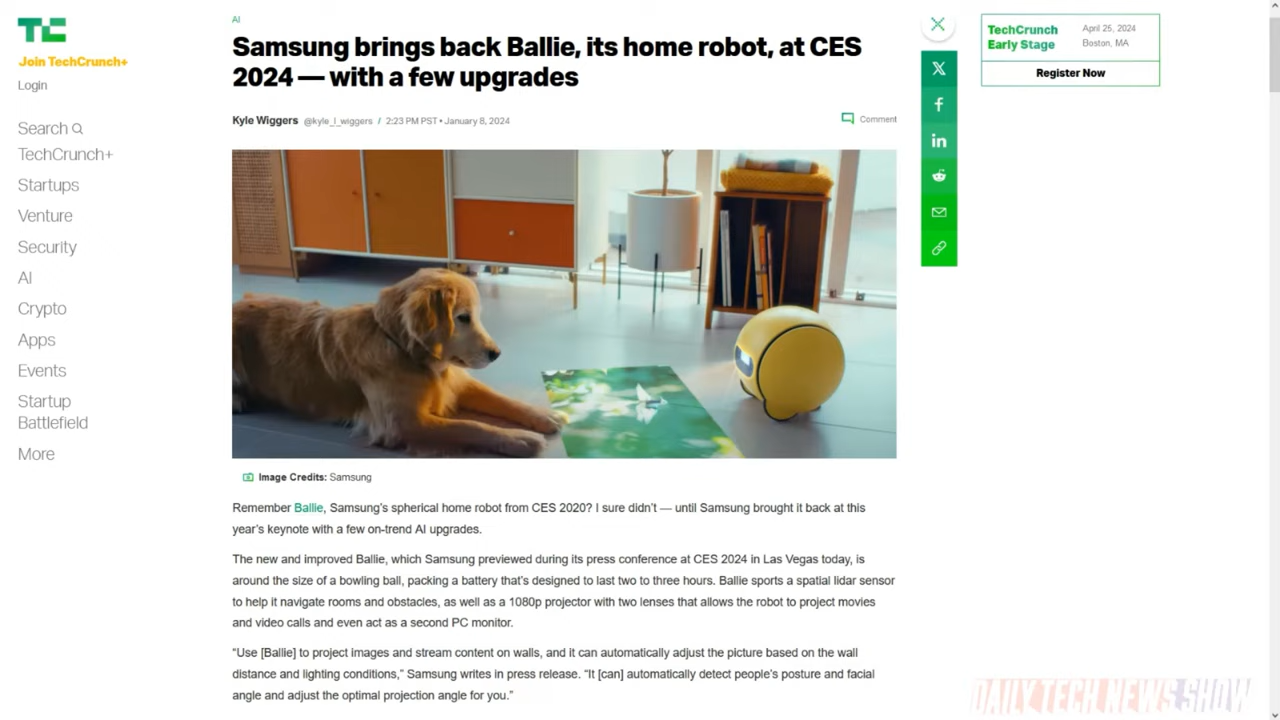 TC
Join TechCrunch+
Login
Search
TechCrunch+
Startups
Venture
Security
AI
Crypto
Apps
Events
Startup
Battlefield
More
AI
Samsung brings back Ballie, its home robot, at CES
2024 — with a few upgrades
Kyle Wiggers @kyle_l_wiggers / 2:23 PM PST • January 8, 2024
Comment
Image Credits: Samsung
Remember Ballie, Samsung's spherical home robot from CES 2020? I sure didn't — until Samsung brought it back at this
year's keynote with a few on-trend AI upgrades.
The new and improved Ballie, which Samsung previewed during its press conference at CES 2024 in Las Vegas today, is
around the size of a bowling ball, packing a battery that's designed to last two to three hours. Ballie sports a spatial lidar sensor
to help it navigate rooms and obstacles, as well as a 1080p projector with two lenses that allows the robot to project movies
and video calls and even act as a second PC monitor.
“Use [Ballie] to project images and stream content on walls, and it can automatically adjust the picture based on the wall
distance and lighting conditions,” Samsung writes in press release. “It [can] automatically detect people's posture and facial
angle and adjust the optimal projection angle for you.”
TechCrunch
Early Stage
April 25, 2024
Boston, MA
Register Now
DAILY TECH NEWS SHOW